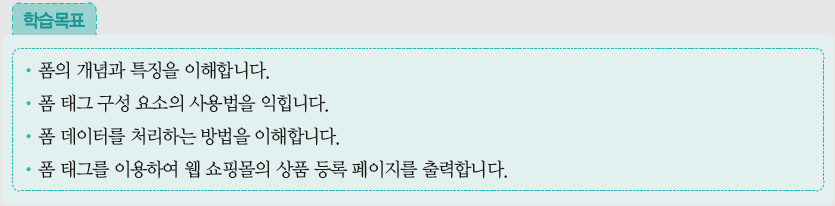 학습목표
• 폼의 개념과 특징을 이해합니다.
• 폼 태그 구성 요소의 사용법을 익힙니다.
• 폼 데이터를 처리하는 방법을 이해합니다.
• 폼 태그를 이용하여 웹 쇼핑몰의 상품 등록 페이지를 출력합니다.